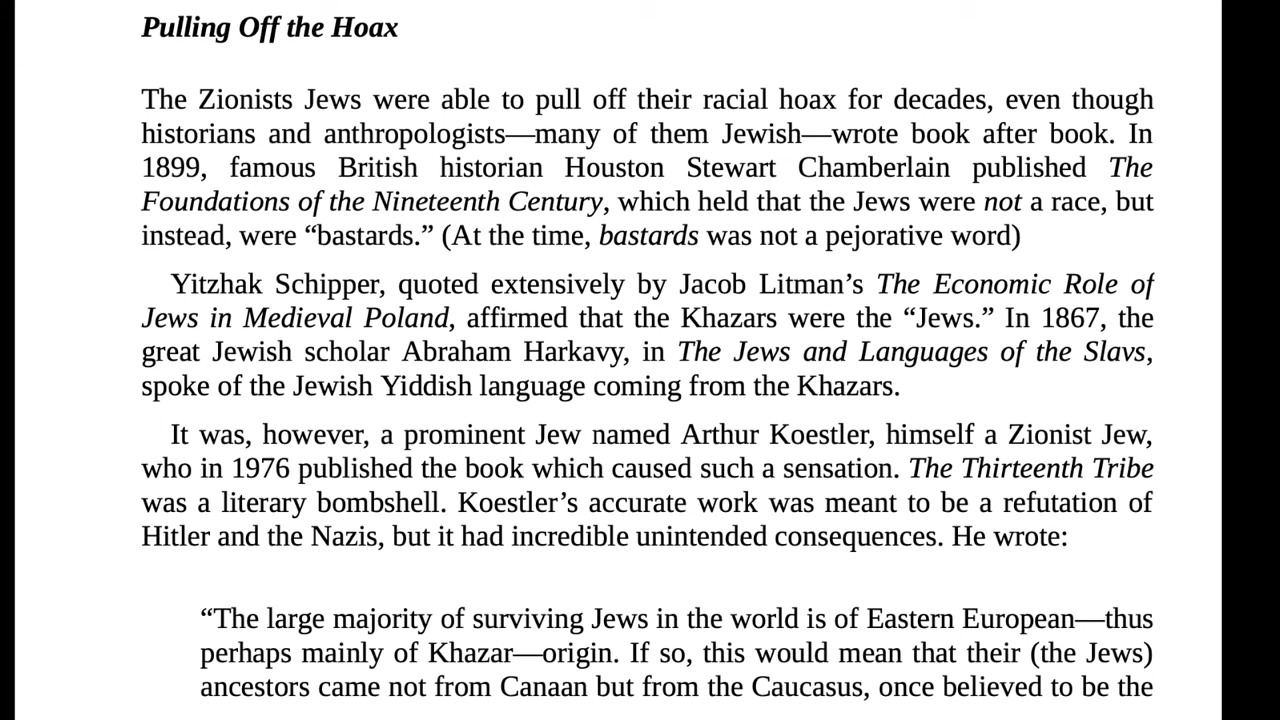 Pulling Off the Hoax
The Zionists Jews were able to pull off their racial hoax for decades, even though
historians and anthropologists—many of them Jewish—wrote book after book. In
1899, famous British historian Houston Stewart Chamberlain published The
Foundations of the Nineteenth Century, which held that the Jews were not a race, but
instead, were “bastards.” (At the time, bastards was not a pejorative word)
Yitzhak Schipper, quoted extensively by Jacob Litman’s The Economic Role of
Jews in Medieval Poland, affirmed that the Khazars were the “Jews.” In 1867, the
great Jewish scholar Abraham Harkavy, in The Jews and Languages of the Slavs,
spoke of the Jewish Yiddish language coming from the Khazars.
It was, however, a prominent Jew named Arthur Koestler, himself a Zionist Jew,
who in 1976 published the book which caused such a sensation. The Thirteenth Tribe
was a literary bombshell. Koestler’s accurate work was meant to be a refutation of
Hitler and the Nazis, but it had incredible unintended consequences. He wrote:
“The large majority of surviving Jews in the world is of Eastern European—thus
perhaps mainly of Khazar—origin. If so, this would mean that their (the Jews)
ancestors came not from Canaan but from the Caucasus, once believed to be the